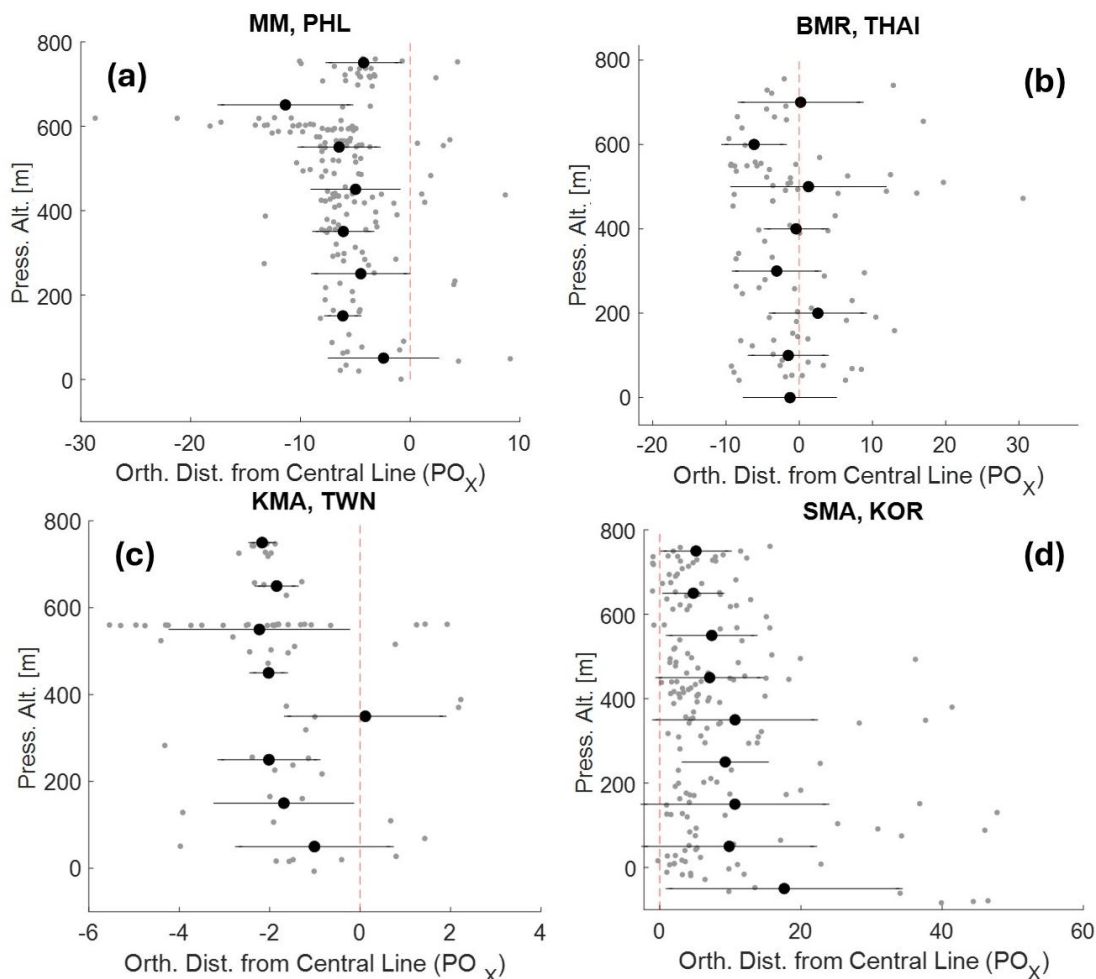 MM, PHL
(a)
800
600
400
200
0
Press. Alt. [m]
-30
-20
-10
0
10
Orth. Dist. from Central Line (PO_X)
BMR, THAI
(b)
800
600
400
200
0
Press. Alt. [m]
-20
-10
0
10
20
30
Orth. Dist. from Central Line (PO_X)
KMA, TWN
(c)
800
600
400
200
0
Press. Alt. [m]
-6
-4
-2
0
2
4
Orth. Dist. from Central Line (PO_X)
SMA, KOR
(d)
800
600
400
200
0
Press. Alt. [m]
0
20
40
60
Orth. Dist. from Central Line (PO_X)